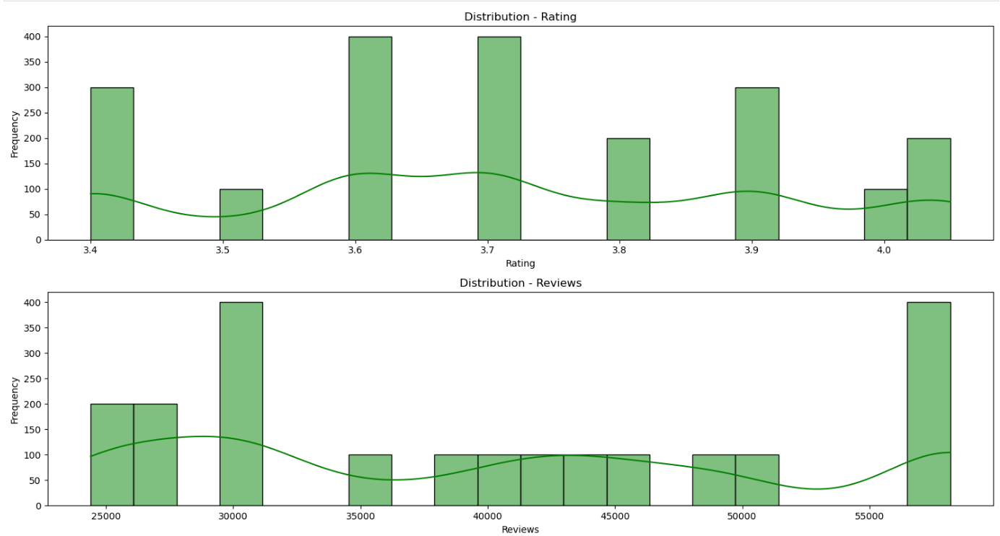 Distribution - Rating
400
350
300
250
200
150
100
50
0
Frequency
3.4 3.5 3.6 3.7 3.8 3.9 4.0
Rating
Distribution - Reviews
400
350
300
250
200
150
100
50
0
Frequency
25000 30000 35000 40000 45000 50000 55000
Reviews